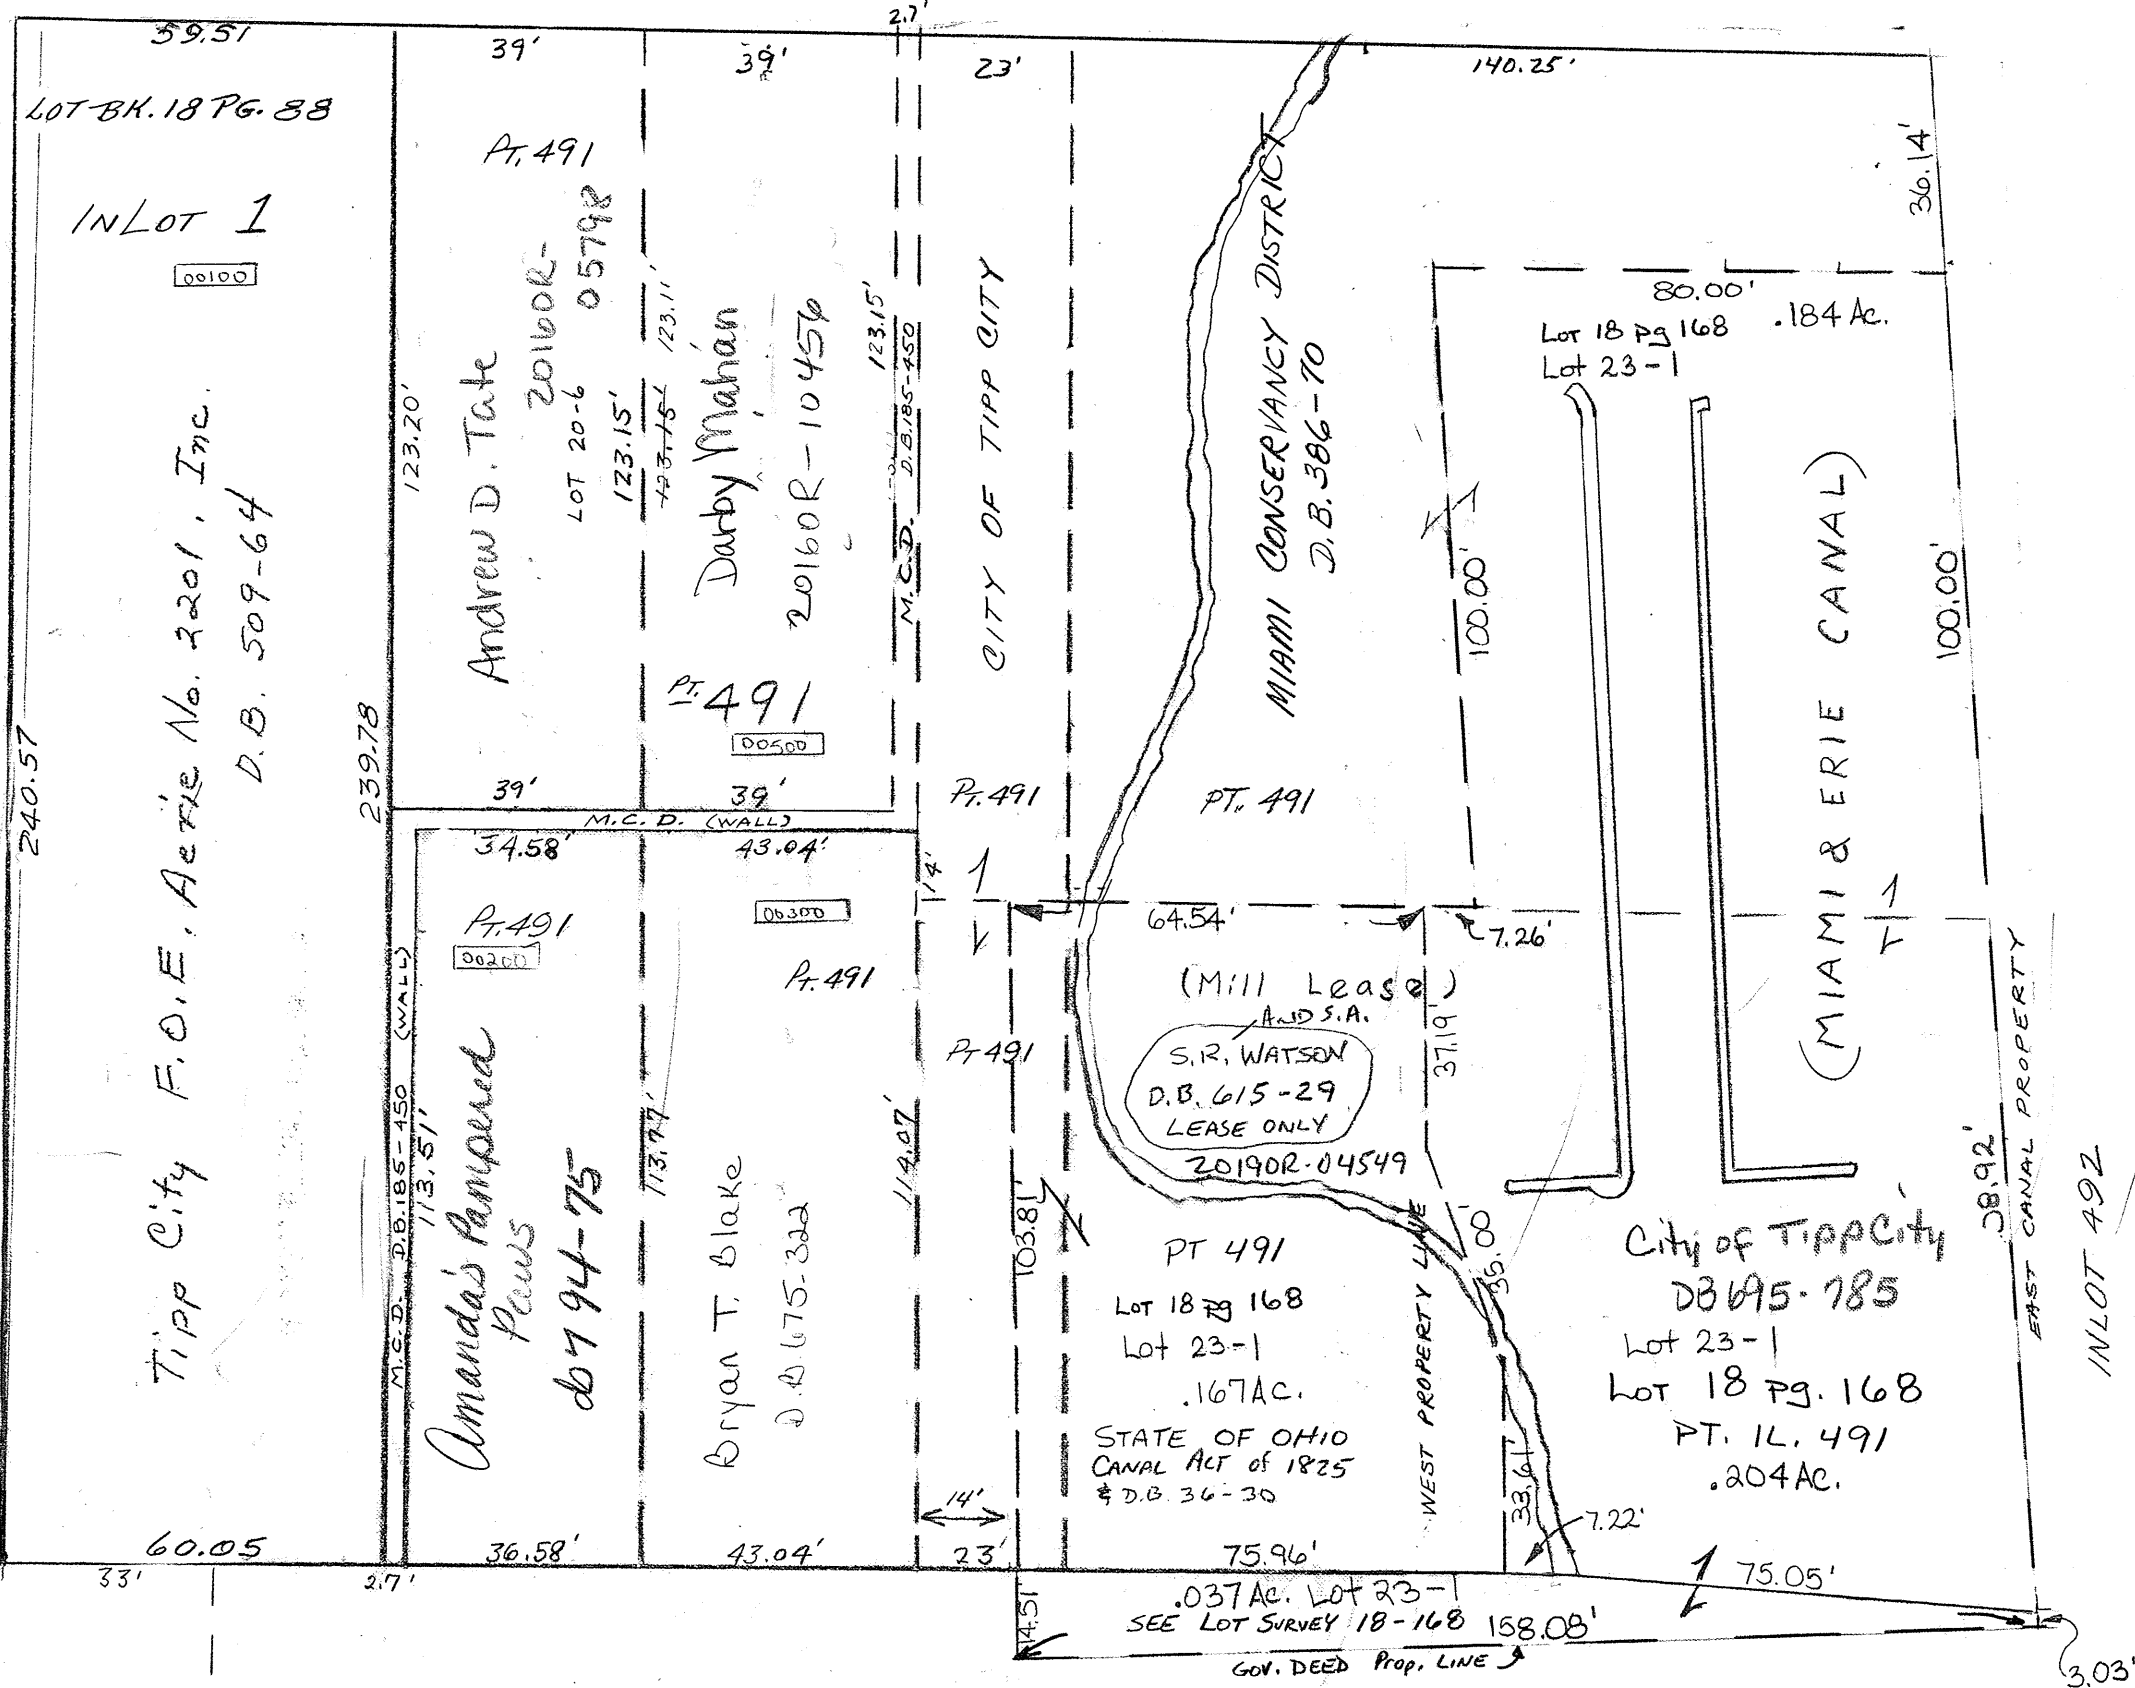 59.51
39'
39'
2.7'
23'
140.25'
LOT BK. 18 PG. 88
INLOT 1
00100
Tipp City F.O.E. Aerie No. 2201, Inc.
D.B. 509-64
240.57
239.78
60.05
33'
2.7'
PT. 491
Andrew D. Tate
2016OR-
05798
LOT 20-6
123.20'
123.15'
123.15'
123.11'
39'
Darby Mahan
2016OR-10456
PT. 491
00500
39'
123.15'
M.C.D. D.B.185-450
M.C.D. (WALL)
34.58'
43.04'
PT. 491
00200
Amanda's Pampered
Paws
db 794-75
M.C.D. D.B.185-450 (WALL)
113.51'
113.77'
36.58'
00300
PT. 491
Bryan T. Blake
D.B. 675-322
114.07'
43.04'
CITY OF TIPP CITY
PT. 491
14'
PT 491
103.81'
14'
23'
MIAMI CONSERVANCY DISTRICT
D.B. 386-70
PT. 491
36.14'
80.00'
Lot 18 pg 168 .184 Ac.
Lot 23-1
100.00'
100.00'
(MIAMI & ERIE CANAL)
64.54'
7.26'
(Mill Lease)
AND S.A.
S.R. WATSON
D.B. 615-29
LEASE ONLY
2019OR-04549
37.19'
35.00'
33.61'
WEST PROPERTY LINE
PT 491
Lot 18 pg 168
Lot 23-1
.167 AC.
STATE OF OHIO
CANAL ACT of 1825
& D.B. 36-30
75.96'
7.22'
City of Tipp City
DB 695-785
Lot 23-1
Lot 18 pg. 168
PT. IL. 491
.204 AC.
EAST CANAL PROPERTY
INLOT 492
75.05'
.037 Ac. Lot 23-1
SEE LOT SURVEY 18-168 158.08'
14.51'
GOV. DEED Prop. LINE
3.03'